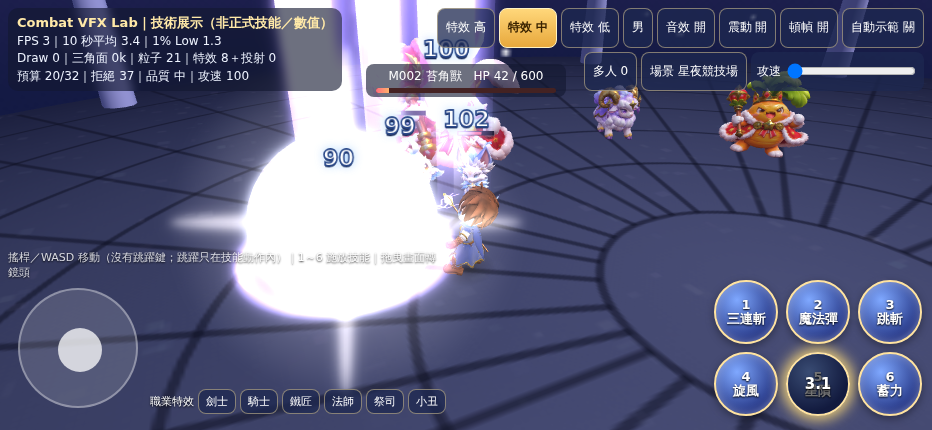 Combat VFX Lab｜技術展示（非正式技能／數值）
FPS 3｜10 秒平均 3.4｜1% Low 1.3
Draw 8｜三角面 0k｜粒子 21｜特效 8＋投射 0
預算 20/32｜拒絕 37｜品質 中｜攻速 100
特效 高
特效 中
特效 低
男
音效 開
震動 開
頓幀 開
自動示範 關
多人 0
場景 星夜競技場
攻速
100
M002 苔角獸 HP 42 / 600
99
102
90
搖桿／WASD 移動（沒有跳躍鍵；跳躍只在技能動作內）｜1～6 施放技能｜拖曳畫面轉
鏡頭
1
三連斬
2
魔法彈
3
跳斬
4
旋風
3.1
6
蓄力
職業特效
劍士
騎士
鐵匠
法師
祭司
小丑